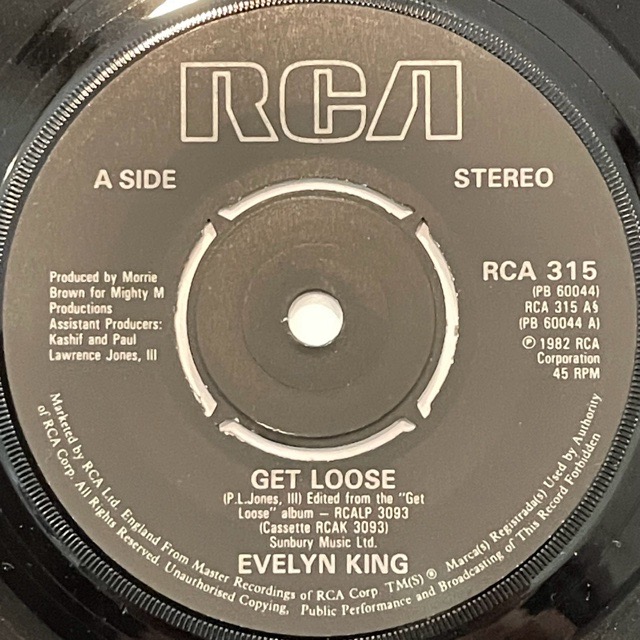 RCA
A SIDE
STEREO
Produced by Morrie
Brown for Mighty M
Productions
Assistant Producers:
Kashif and Paul
Lawrence Jones, III
RCA 315
(PB 60044)
RCA 315 A§
(PB 60044 A)
℗ 1982 RCA
Corporation
45 RPM
GET LOOSE
(P.L.Jones, III) Edited from the "Get
Loose" album – RCALP 3093
(Cassette RCAK 3093)
Sunbury Music Ltd.
EVELYN KING
Marketed by RCA Ltd. England From Master Recordings of RCA Corp TM(S) ® Marca(s) Registrada(s) Used by Authority
of RCA Corp. All Rights Reserved. Unauthorised Copying, Public Performance and Broadcasting of This Record Forbidden